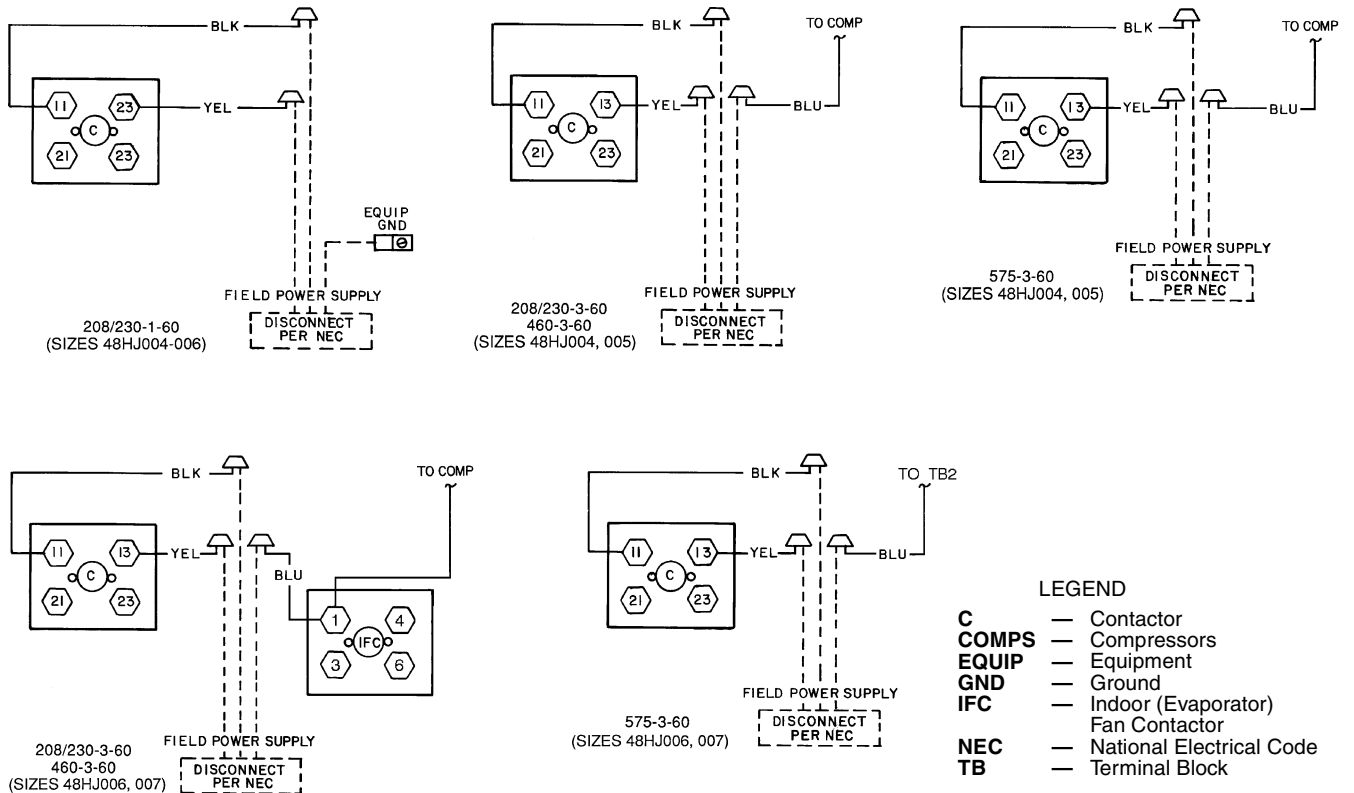 BLK
11
23
YEL
C
21
23
EQUIP
GND
FIELD POWER SUPPLY
DISCONNECT
PER NEC
208/230-1-60
(SIZES 48HJ004-006)
BLK
TO COMP
11
13
YEL
BLU
C
21
23
FIELD POWER SUPPLY
DISCONNECT
PER NEC
208/230-3-60
460-3-60
(SIZES 48HJ004, 005)
BLK
TO COMP
11
13
YEL
BLU
C
21
23
FIELD POWER SUPPLY
DISCONNECT
PER NEC
575-3-60
(SIZES 48HJ004, 005)
BLK
TO COMP
11
13
YEL
BLU
C
21
23
1
4
IFC
3
6
FIELD POWER SUPPLY
DISCONNECT
PER NEC
208/230-3-60
460-3-60
(SIZES 48HJ006, 007)
BLK
TO TB2
11
13
YEL
BLU
C
21
23
FIELD POWER SUPPLY
DISCONNECT
PER NEC
575-3-60
(SIZES 48HJ006, 007)
LEGEND
C — Contactor
COMPS — Compressors
EQUIP — Equipment
GND — Ground
IFC — Indoor (Evaporator)
Fan Contactor
NEC — National Electrical Code
TB — Terminal Block